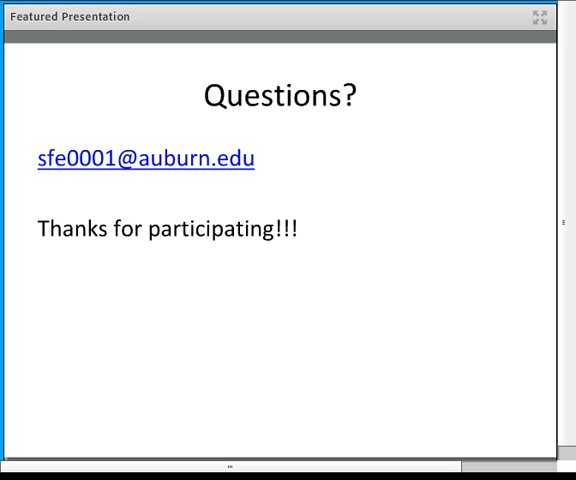 Featured Presentation
Questions?
sfe0001@auburn.edu
Thanks for participating!!!